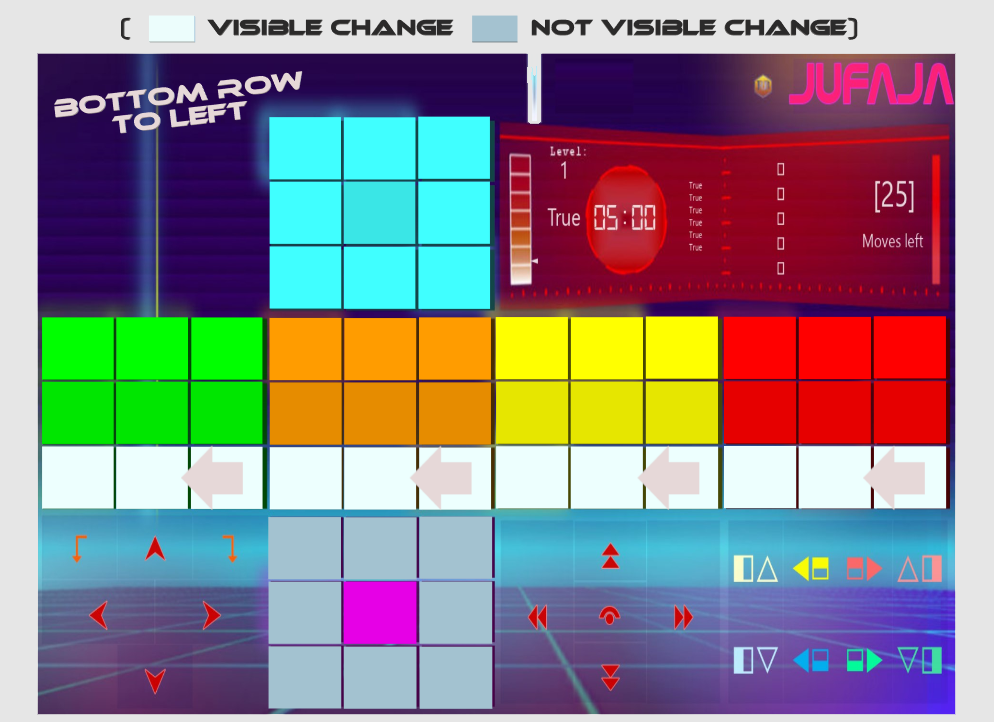 ( VISIBLE CHANGE NOT VISIBLE CHANGE)
BOTTOM ROW
TO LEFT
JUFAJA
Level:
1
True
05:00
True
True
True
True
True
True
[25]
Moves left